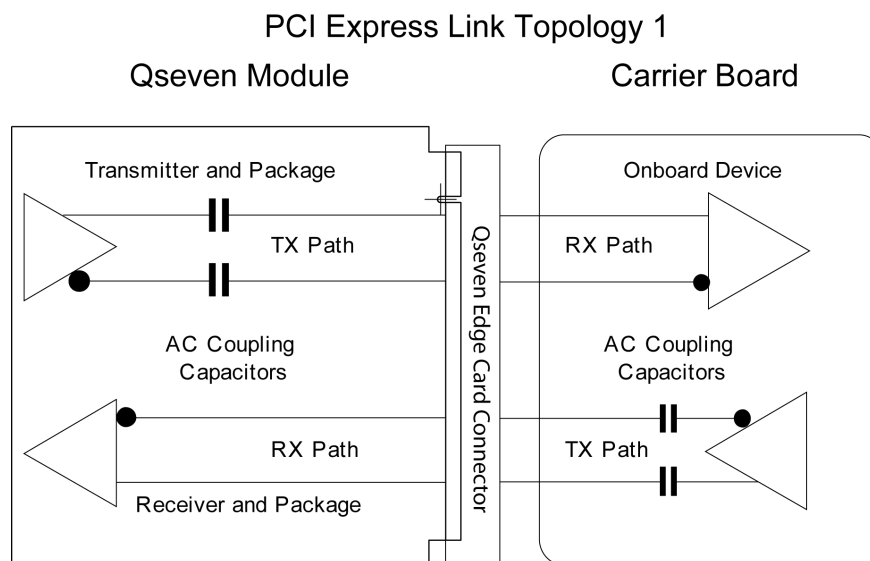 PCI Express Link Topology 1
Qseven Module
Carrier Board
Transmitter and Package
Onboard Device
TX Path
RX Path
Qseven Edge Card Connector
AC Coupling
Capacitors
AC Coupling
Capacitors
RX Path
TX Path
Receiver and Package